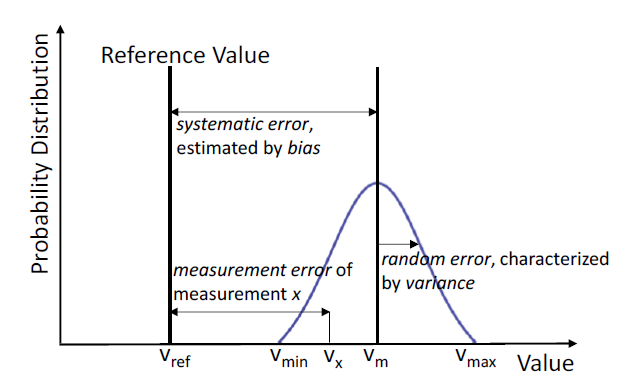 Probability Distribution
Reference Value
systematic error,
estimated by bias
random error, characterized
by variance
measurement error of
measurement x
vref
vmin
vx
vm
vmax
Value